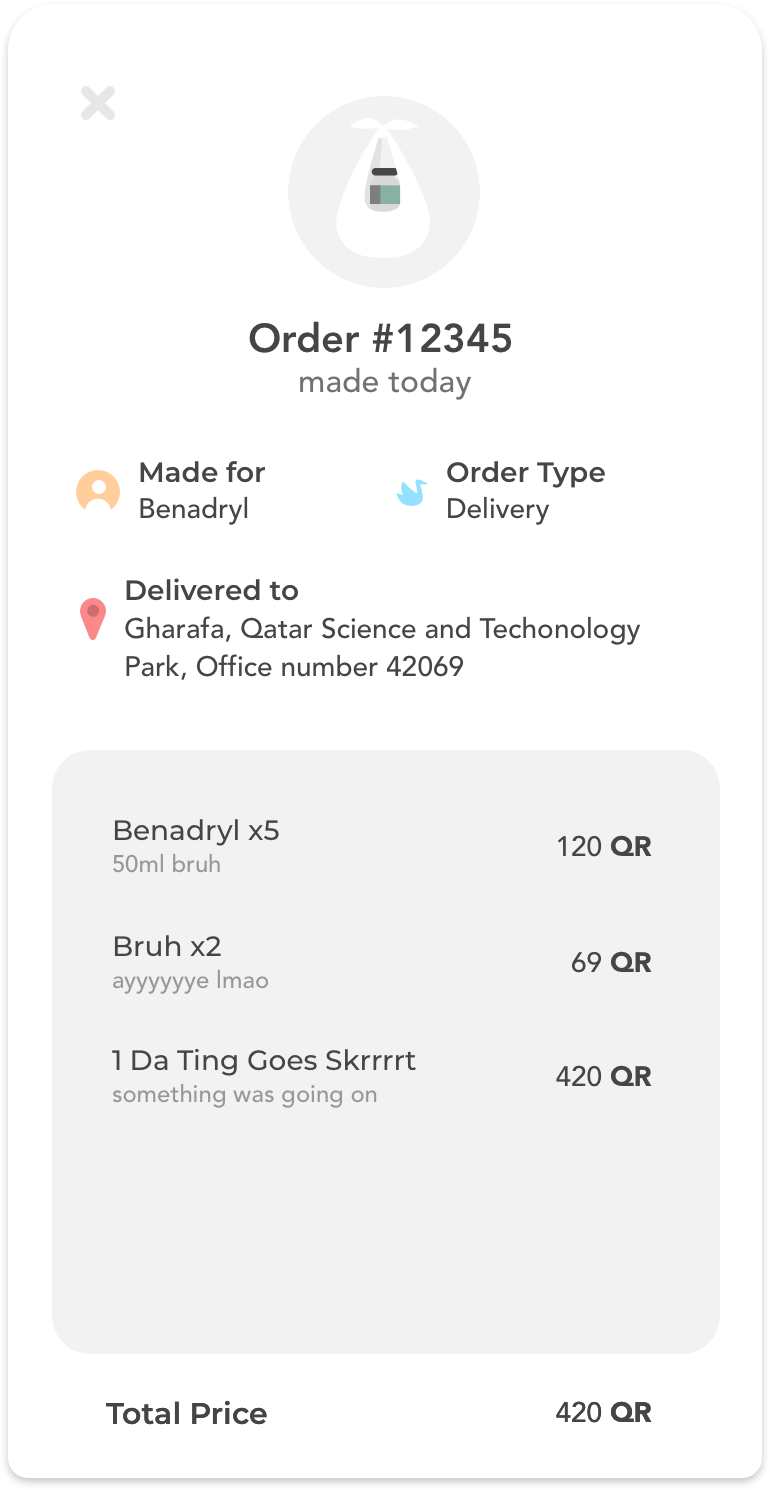 Order #12345
made today
Made for
Benadryl
Order Type
Delivery
Delivered to
Gharafa, Qatar Science and Techonology
Park, Office number 42069
Benadryl x5
50ml bruh
120 QR
Bruh x2
ayyyyyye lmao
69 QR
1 Da Ting Goes Skrrrrt
something was going on
420 QR
Total Price
420 QR